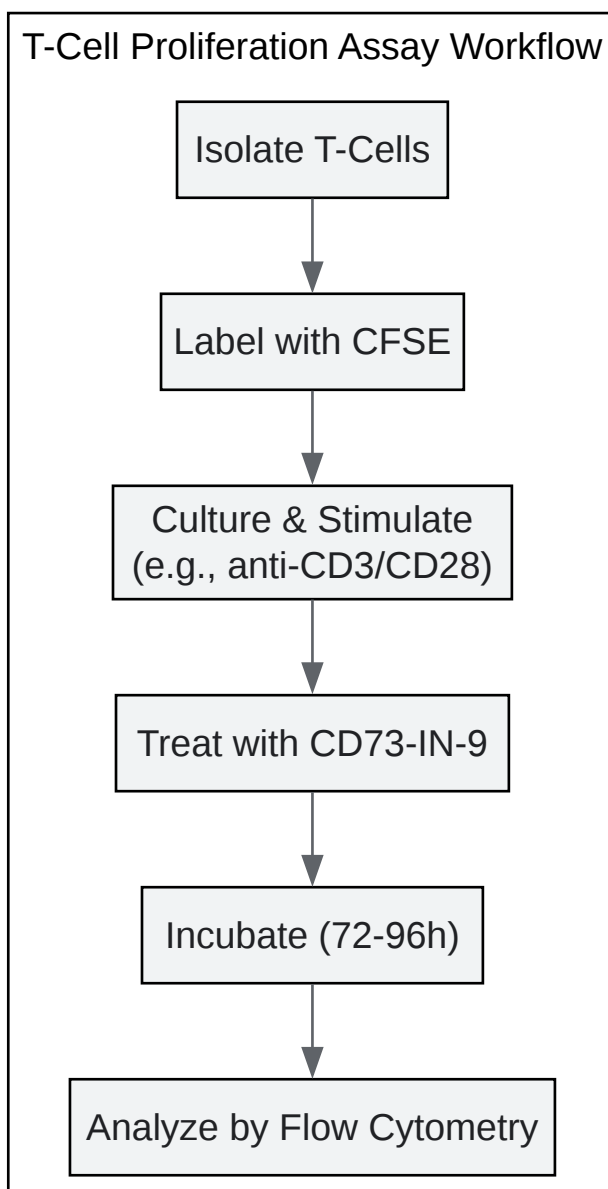 T-Cell Proliferation Assay Workflow
Isolate T-Cells
Label with CFSE
Culture & Stimulate
(e.g., anti-CD3/CD28)
Treat with CD73-IN-9
Incubate (72-96h)
Analyze by Flow Cytometry